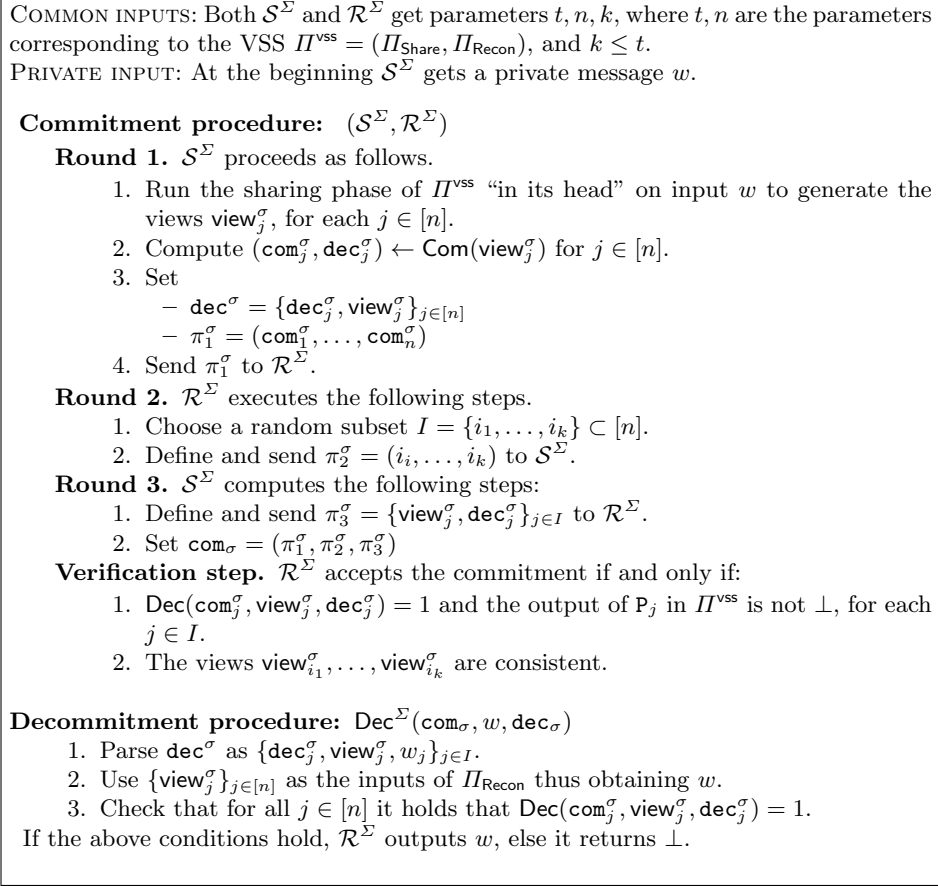 COMMON INPUTS: Both 𝒮^Σ and ℛ^Σ get parameters t, n, k, where t, n are the parameters
corresponding to the VSS Π^vss = (Π_Share, Π_Recon), and k ≤ t.
PRIVATE INPUT: At the beginning 𝒮^Σ gets a private message w.
Commitment procedure: (𝒮^Σ, ℛ^Σ)
Round 1. 𝒮^Σ proceeds as follows.
1. Run the sharing phase of Π^vss “in its head” on input w to generate the
views view_j^σ, for each j ∈ [n].
2. Compute (com_j^σ, dec_j^σ) ← Com(view_j^σ) for j ∈ [n].
3. Set
– dec^σ = {dec_j^σ, view_j^σ}_{j∈[n]}
– π_1^σ = (com_1^σ, . . . , com_n^σ)
4. Send π_1^σ to ℛ^Σ.
Round 2. ℛ^Σ executes the following steps.
1. Choose a random subset I = {i_1, . . . , i_k} ⊂ [n].
2. Define and send π_2^σ = (i_i, . . . , i_k) to 𝒮^Σ.
Round 3. 𝒮^Σ computes the following steps:
1. Define and send π_3^σ = {view_j^σ, dec_j^σ}_{j∈I} to ℛ^Σ.
2. Set com_σ = (π_1^σ, π_2^σ, π_3^σ)
Verification step. ℛ^Σ accepts the commitment if and only if:
1. Dec(com_j^σ, view_j^σ, dec_j^σ) = 1 and the output of P_j in Π^vss is not ⊥, for each
j ∈ I.
2. The views view_{i_1}^σ, . . . , view_{i_k}^σ are consistent.
Decommitment procedure: Dec^Σ(com_σ, w, dec_σ)
1. Parse dec^σ as {dec_j^σ, view_j^σ, w_j}_{j∈I}.
2. Use {view_j^σ}_{j∈[n]} as the inputs of Π_Recon thus obtaining w.
3. Check that for all j ∈ [n] it holds that Dec(com_j^σ, view_j^σ, dec_j^σ) = 1.
If the above conditions hold, ℛ^Σ outputs w, else it returns ⊥.